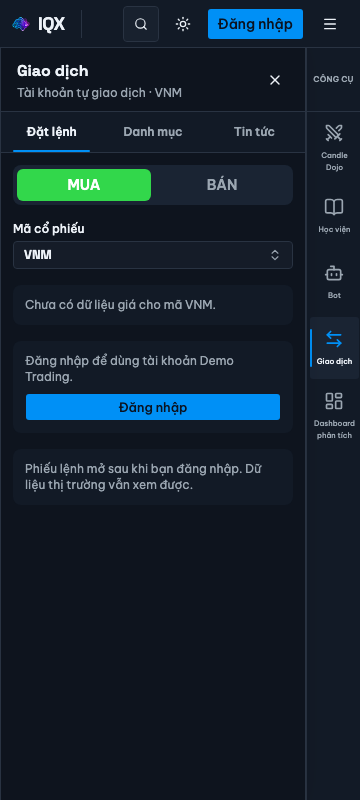 IQX
Đăng nhập
Giao dịch
Tài khoản tự giao dịch · VNM
CÔNG CỤ
Đặt lệnh
Danh mục
Tin tức
MUA
BÁN
Mã cổ phiếu
VNM
Chưa có dữ liệu giá cho mã VNM.
Đăng nhập để dùng tài khoản Demo
Trading.
Đăng nhập
Phiếu lệnh mở sau khi bạn đăng nhập. Dữ
liệu thị trường vẫn xem được.
Candle
Dojo
Học viện
Bot
Giao dịch
Dashboard
phân tích